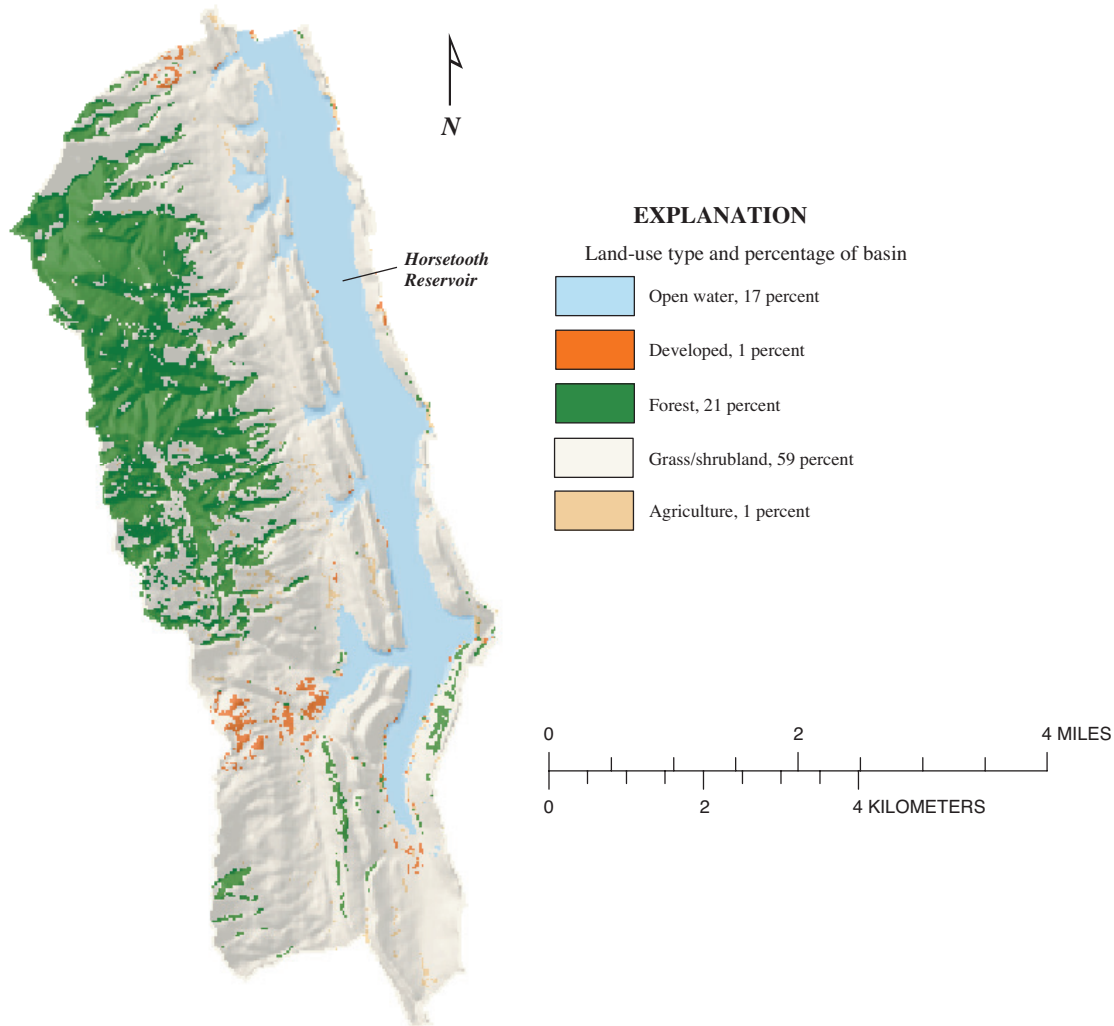 N
Horsetooth
Reservoir
EXPLANATION
Land-use type and percentage of basin
Open water, 17 percent
Developed, 1 percent
Forest, 21 percent
Grass/shrubland, 59 percent
Agriculture, 1 percent
0 2 4 MILES
0 2 4 KILOMETERS